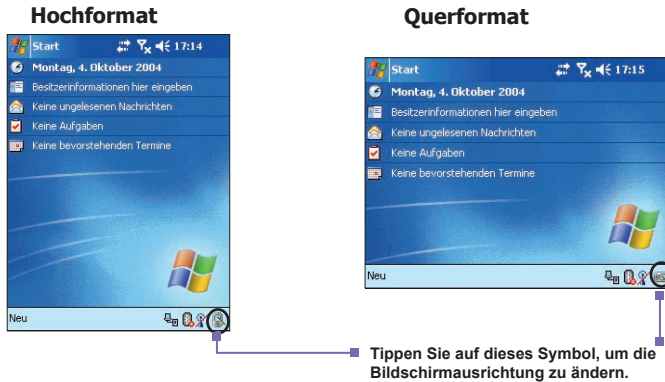 Hochformat
Start 17:14
Montag, 4. Oktober 2004
Besitzerinformationen hier eingeben
Keine ungelesenen Nachrichten
Keine Aufgaben
Keine bevorstehenden Termine
Neu
Querformat
Start 17:15
Montag, 4. Oktober 2004
Besitzerinformationen hier eingeben
Keine ungelesenen Nachrichten
Keine Aufgaben
Keine bevorstehenden Termine
Neu
Tippen Sie auf dieses Symbol, um die
Bildschirmausrichtung zu ändern.